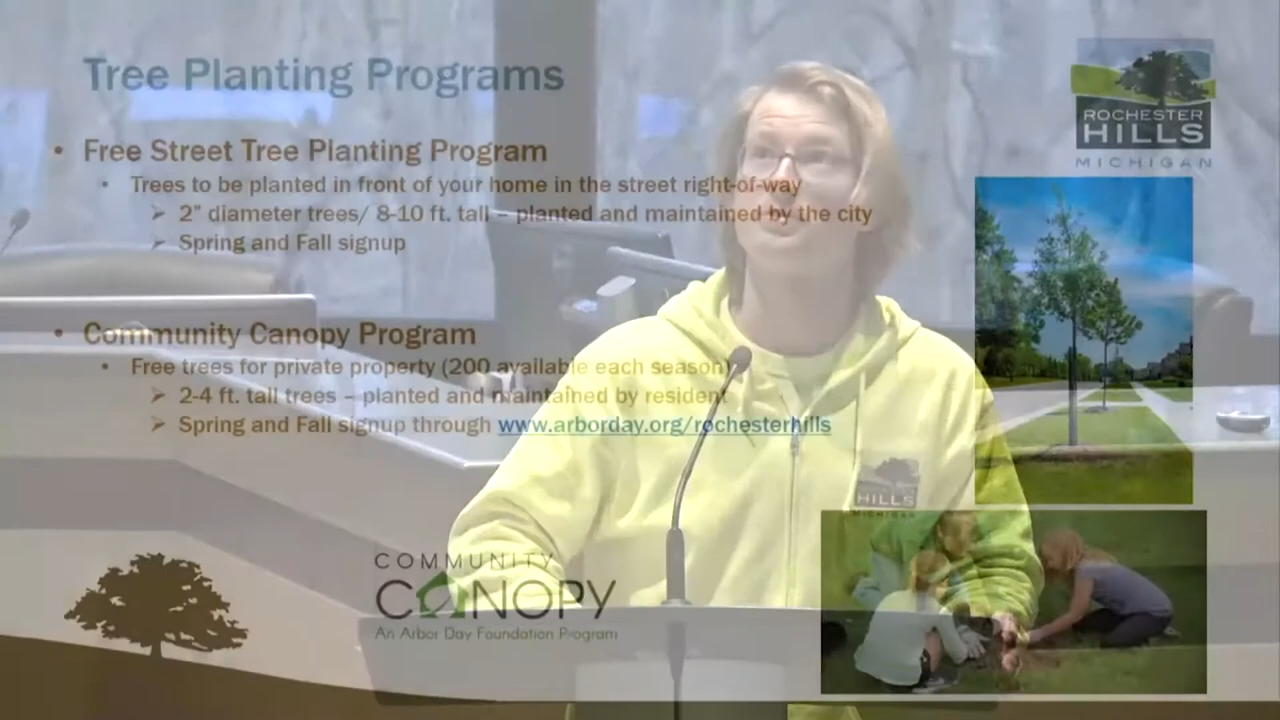 Tree Planting Programs
ROCHESTER
HILLS
MICHIGAN
• Free Street Tree Planting Program
• Trees to be planted in front of your home in the street right-of-way
➢ 2" diameter trees/ 8-10 ft. tall – planted and maintained by the city
➢ Spring and Fall signup
• Community Canopy Program
• Free trees for private property (200 available each season)
➢ 2-4 ft. tall trees – planted and maintained by resident
➢ Spring and Fall signup through www.arborday.org/rochesterhills
HILLS
MICHIGAN
COMMUNITY
CANOPY
An Arbor Day Foundation Program